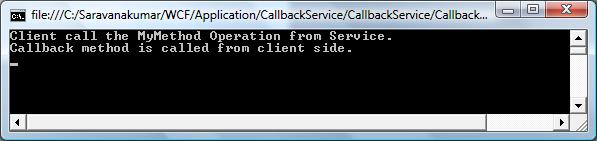 file:///C:/Saravanakumar/WCF/Application/CallbackService/CallbackService/Callback...
Client call the MyMethod Operation from Service.
Callback method is called from client side.